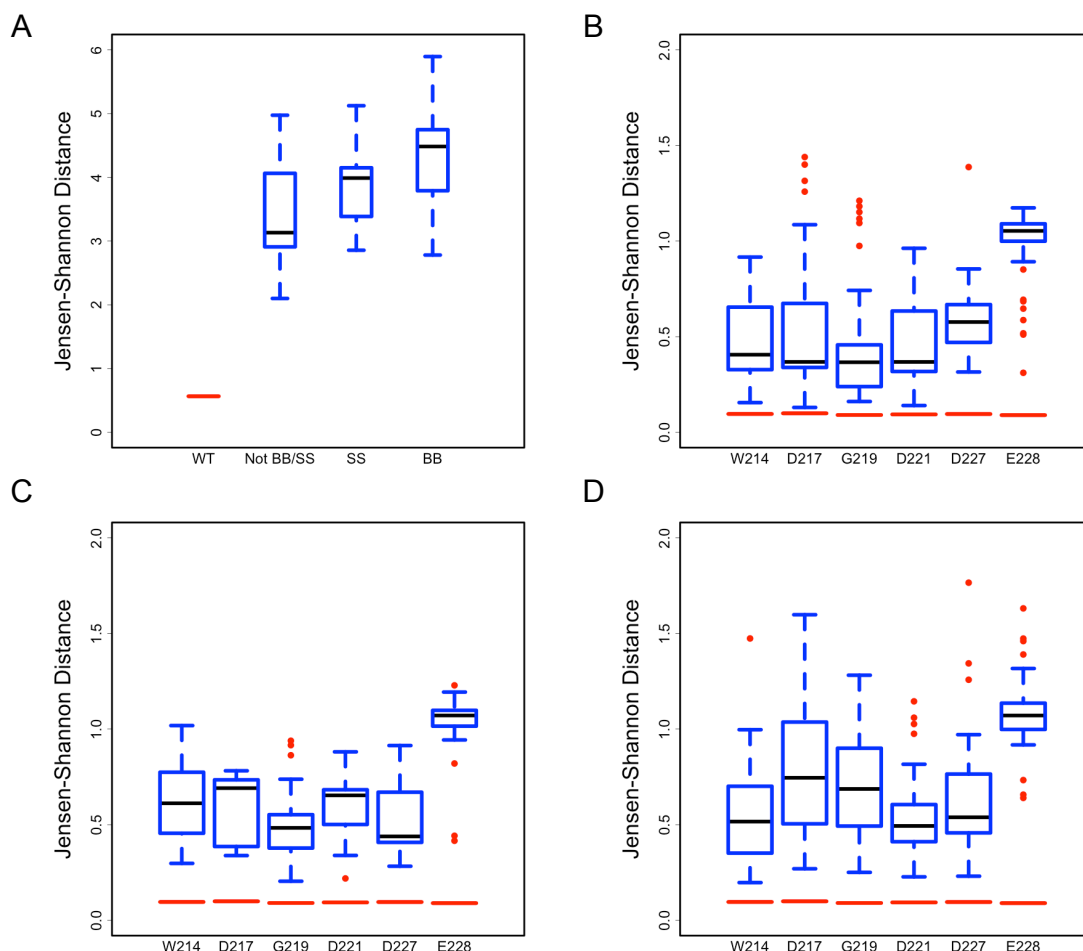 A
Jensen-Shannon Distance
6
5
4
3
2
1
0
WT Not BB/SS SS BB
B
Jensen-Shannon Distance
2.0
1.5
1.0
0.5
0.0
W214 D217 G219 D221 D227 E228
C
Jensen-Shannon Distance
2.0
1.5
1.0
0.5
0.0
W214 D217 G219 D221 D227 E228
D
Jensen-Shannon Distance
2.0
1.5
1.0
0.5
0.0
W214 D217 G219 D221 D227 E228